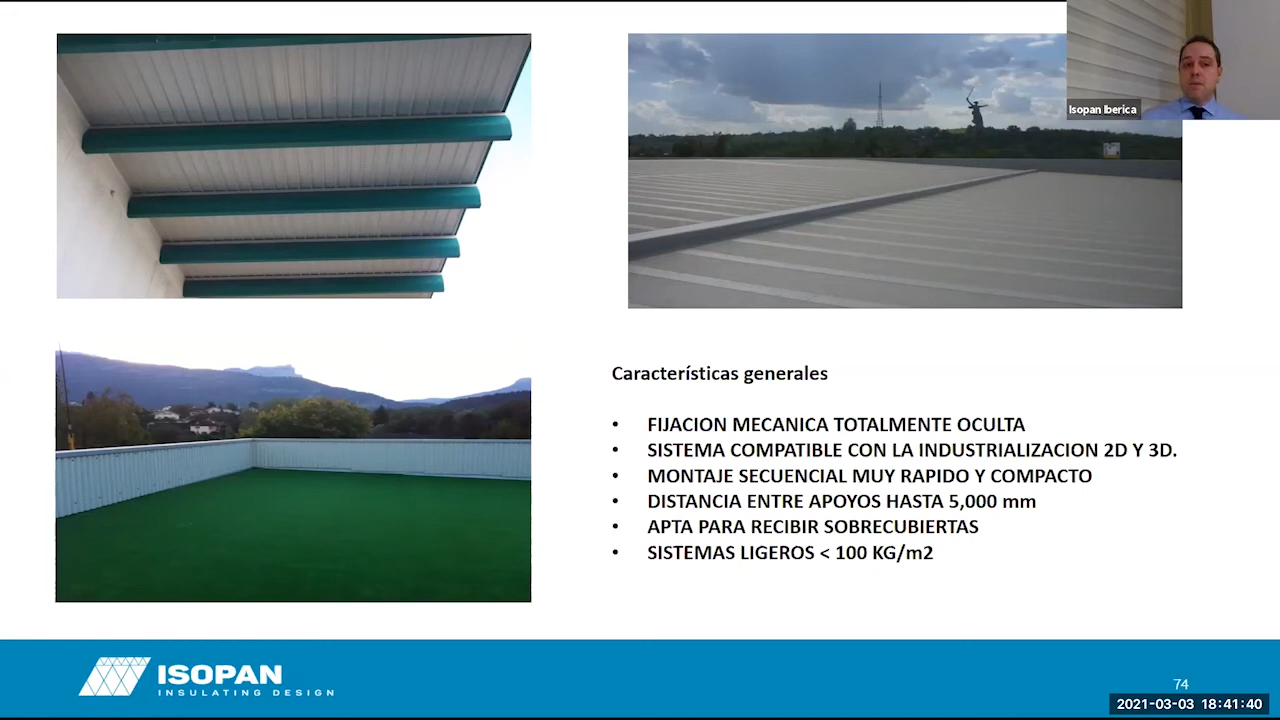 Isopan Iberica
Características generales
• FIJACION MECANICA TOTALMENTE OCULTA
• SISTEMA COMPATIBLE CON LA INDUSTRIALIZACION 2D Y 3D.
• MONTAJE SECUENCIAL MUY RAPIDO Y COMPACTO
• DISTANCIA ENTRE APOYOS HASTA 5,000 mm
• APTA PARA RECIBIR SOBRECUBIERTAS
• SISTEMAS LIGEROS < 100 KG/m2
ISOPAN
INSULATING DESIGN
74
2021-03-03 18:41:40